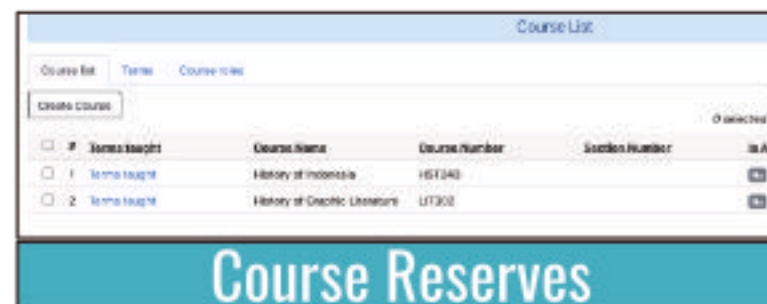 Course List
Course list Terms Course roles
Create Course
0 selected
# Terms taught Course Name Course Number Section Number Is A
1 Terms taught History of Indonesia
2 Terms taught History of Graphic Literature LIT302
Course Reserves